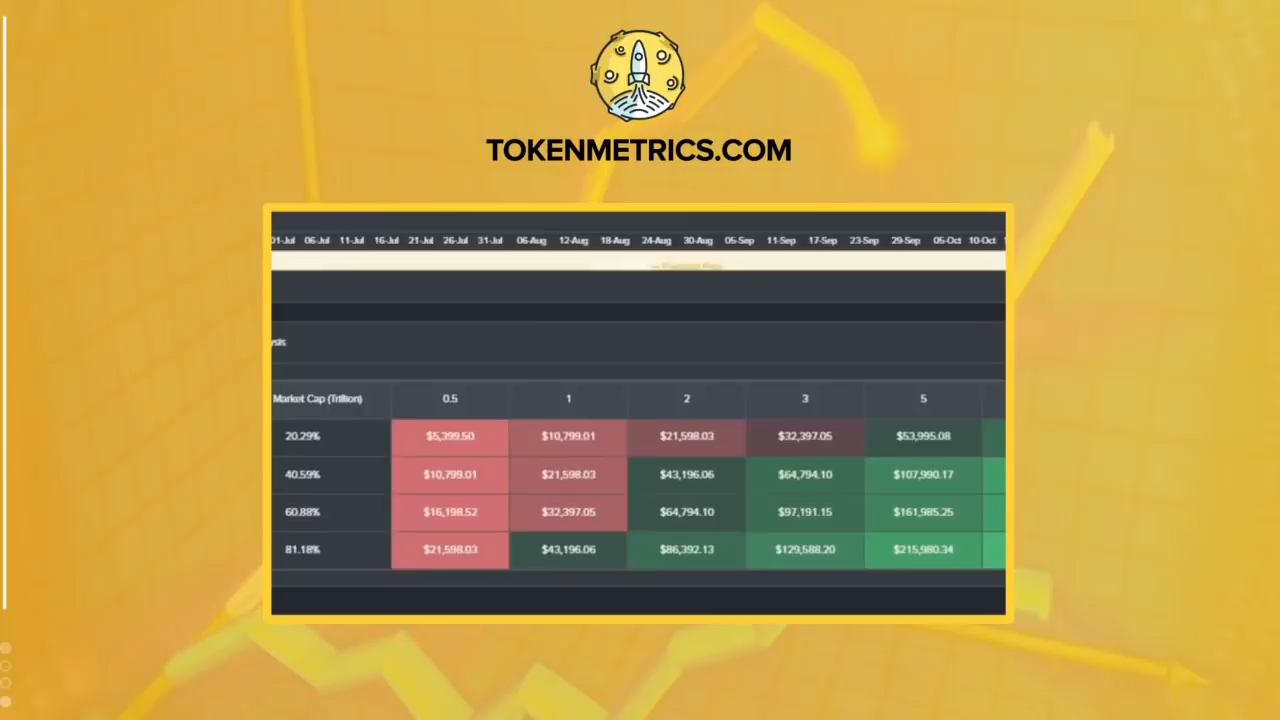 TOKENMETRICS.COM
01-Jul 06-Jul 11-Jul 16-Jul 21-Jul 26-Jul 31-Jul 06-Aug 12-Aug 18-Aug 24-Aug 30-Aug 05-Sep 11-Sep 17-Sep 23-Sep 29-Sep 05-Oct 10-Oct
ysis
Market Cap (Trillion) 0.5 1 2 3 5
20.29% $5,399.50 $10,799.01 $21,598.03 $32,397.05 $53,995.08
40.59% $10,799.01 $21,598.03 $43,196.06 $64,794.10 $107,990.17
60.88% $16,198.52 $32,397.05 $64,794.10 $97,191.15 $161,985.25
81.18% $21,598.03 $43,196.06 $86,392.13 $129,588.20 $215,980.34